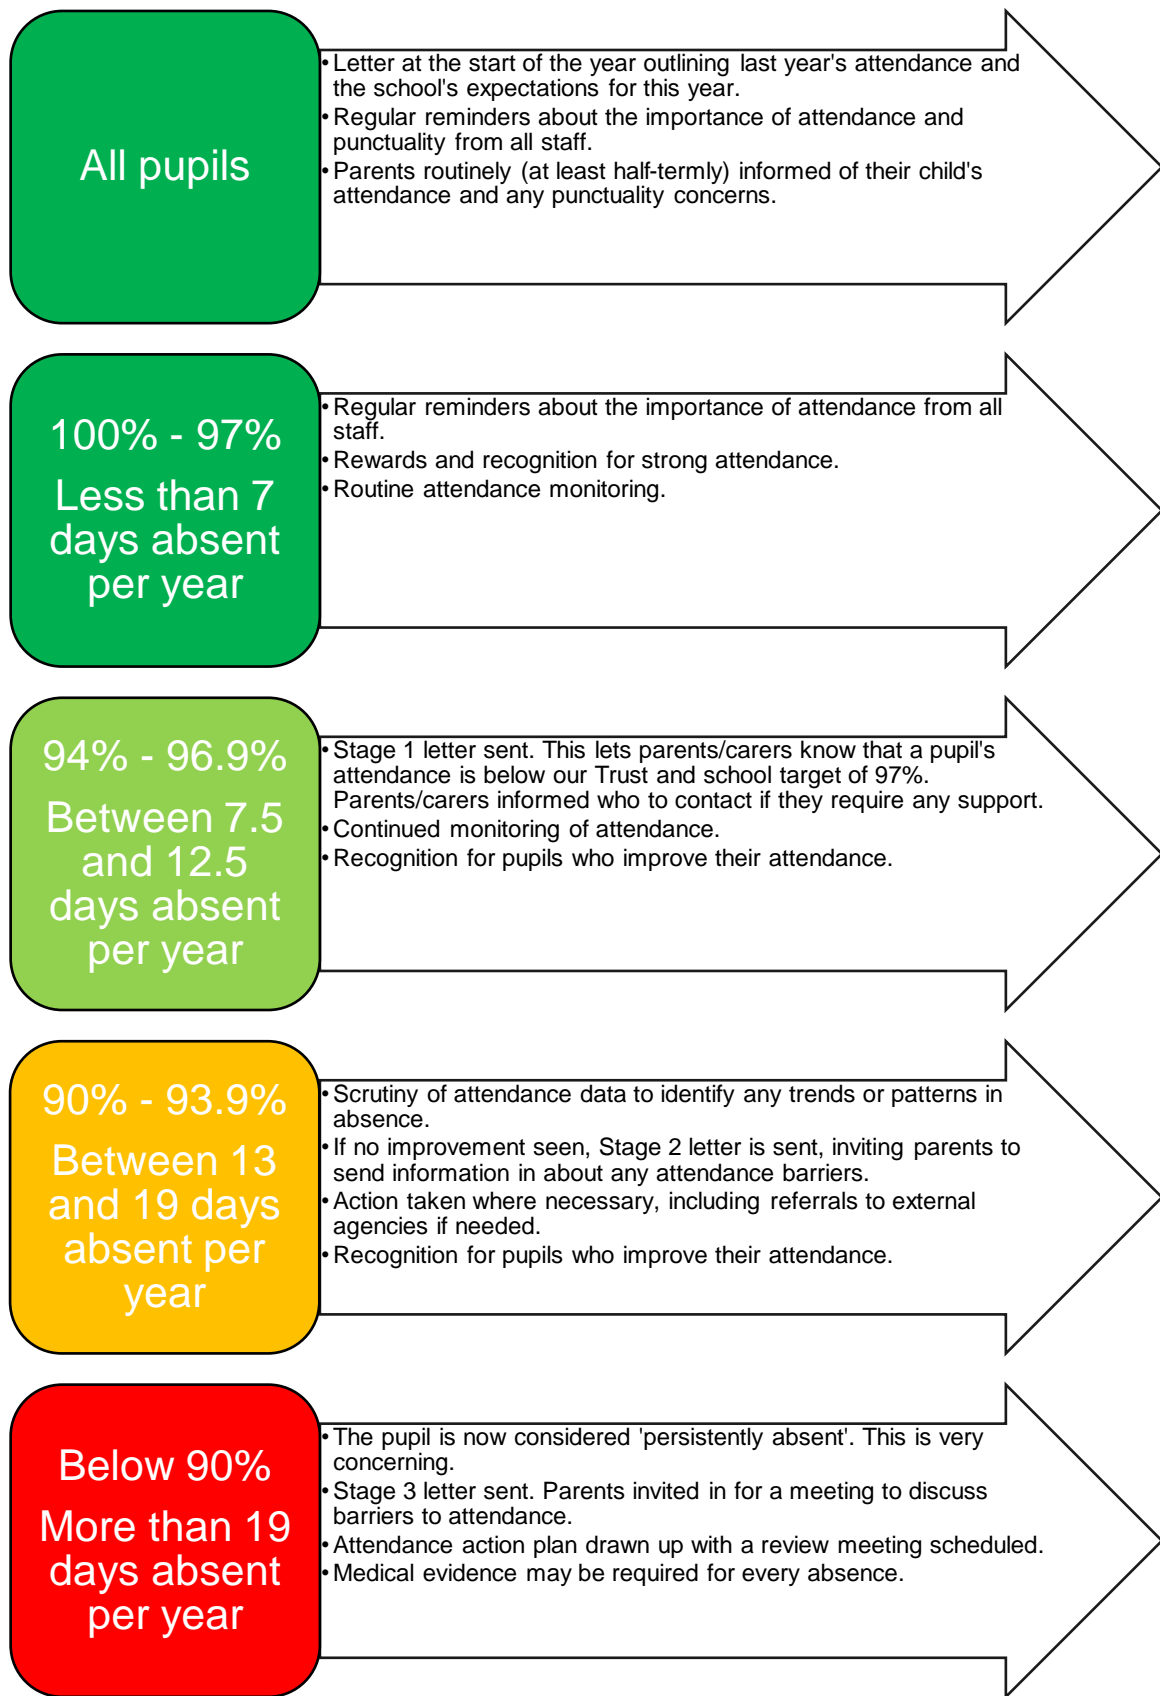 All pupils
• Letter at the start of the year outlining last year's attendance and
the school's expectations for this year.
• Regular reminders about the importance of attendance and
punctuality from all staff.
• Parents routinely (at least half-termly) informed of their child's
attendance and any punctuality concerns.
100% - 97%
Less than 7
days absent
per year
• Regular reminders about the importance of attendance from all
staff.
• Rewards and recognition for strong attendance.
• Routine attendance monitoring.
94% - 96.9%
Between 7.5
and 12.5
days absent
per year
• Stage 1 letter sent. This lets parents/carers know that a pupil's
attendance is below our Trust and school target of 97%.
Parents/carers informed who to contact if they require any support.
• Continued monitoring of attendance.
• Recognition for pupils who improve their attendance.
90% - 93.9%
Between 13
and 19 days
absent per
year
• Scrutiny of attendance data to identify any trends or patterns in
absence.
• If no improvement seen, Stage 2 letter is sent, inviting parents to
send information in about any attendance barriers.
• Action taken where necessary, including referrals to external
agencies if needed.
• Recognition for pupils who improve their attendance.
Below 90%
More than 19
days absent
per year
• The pupil is now considered 'persistently absent'. This is very
concerning.
• Stage 3 letter sent. Parents invited in for a meeting to discuss
barriers to attendance.
• Attendance action plan drawn up with a review meeting scheduled.
• Medical evidence may be required for every absence.